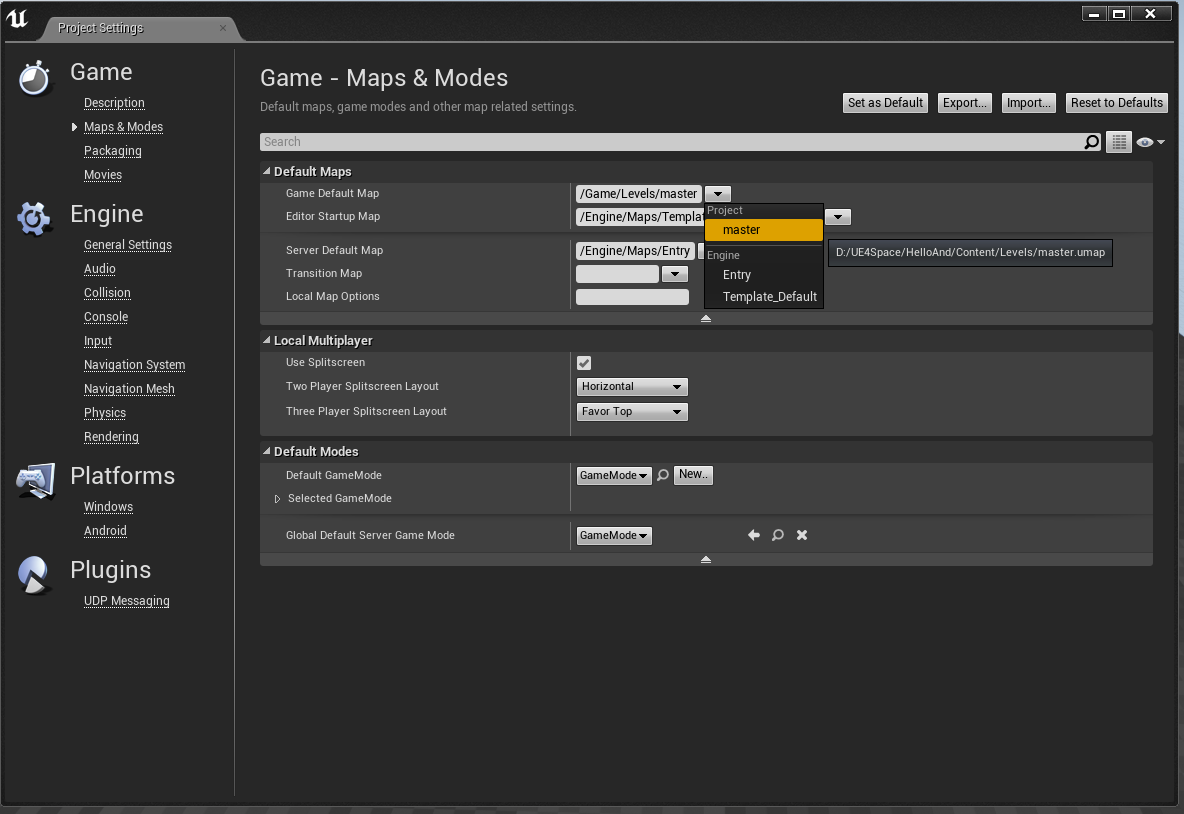 Project Settings
Game
Description
Maps & Modes
Packaging
Movies
Engine
General Settings
Audio
Collision
Console
Input
Navigation System
Navigation Mesh
Physics
Rendering
Platforms
Windows
Android
Plugins
UDP Messaging
Game - Maps & Modes
Default maps, game modes and other map related settings.
Set as Default
Export...
Import...
Reset to Defaults
Search
Default Maps
Game Default Map
/Game/Levels/master
Editor Startup Map
/Engine/Maps/Templat
Server Default Map
/Engine/Maps/Entry
Transition Map
Local Map Options
Project
master
Engine
Entry
Template_Default
D:/UE4Space/HelloAnd/Content/Levels/master.umap
Local Multiplayer
Use Splitscreen
Two Player Splitscreen Layout
Horizontal
Three Player Splitscreen Layout
Favor Top
Default Modes
Default GameMode
GameMode
New..
Selected GameMode
Global Default Server Game Mode
GameMode